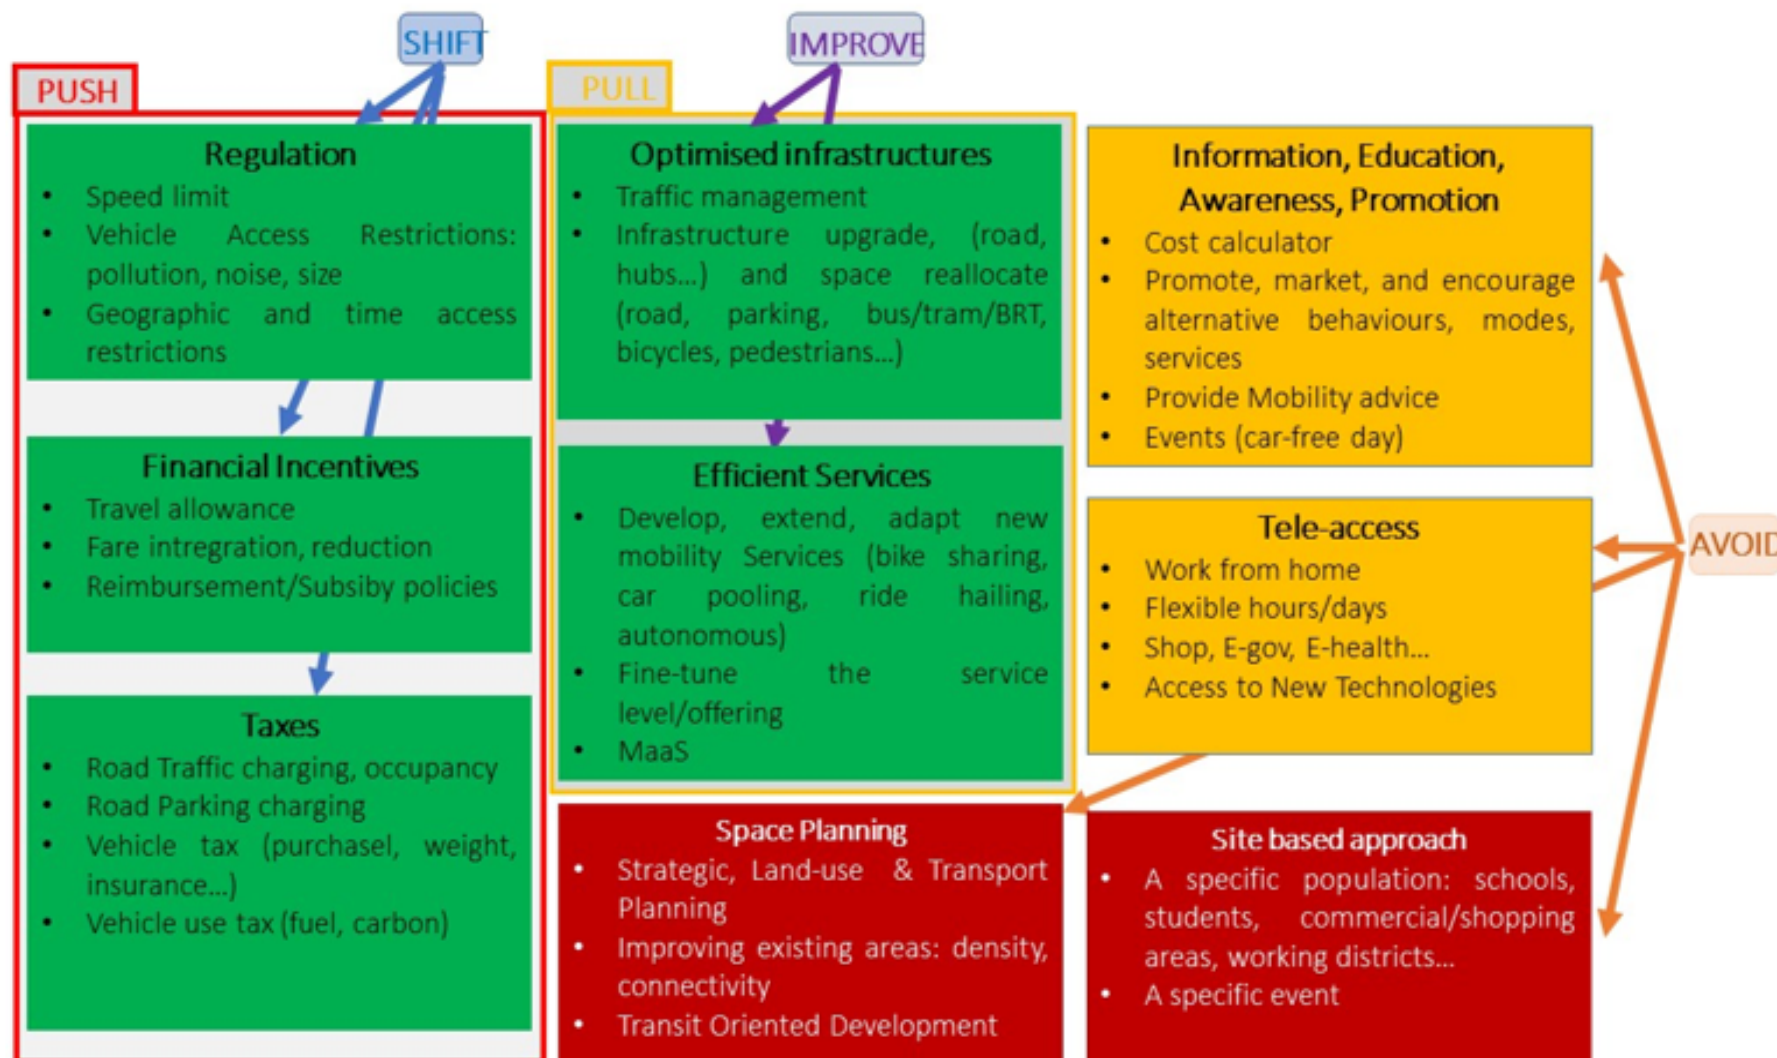 SHIFT
IMPROVE
PUSH
PULL
Regulation
• Speed limit
• Vehicle Access Restrictions:
pollution, noise, size
• Geographic and time access
restrictions
Financial Incentives
• Travel allowance
• Fare intregration, reduction
• Reimbursement/Subsiby policies
Taxes
• Road Traffic charging, occupancy
• Road Parking charging
• Vehicle tax (purchasel, weight,
insurance...)
• Vehicle use tax (fuel, carbon)
Optimised infrastructures
• Traffic management
• Infrastructure upgrade, (road,
hubs...) and space reallocate
(road, parking, bus/tram/BRT,
bicycles, pedestrians...)
Efficient Services
• Develop, extend, adapt new
mobility Services (bike sharing,
car pooling, ride hailing,
autonomous)
• Fine-tune the service
level/offering
• MaaS
Space Planning
• Strategic, Land-use & Transport
Planning
• Improving existing areas: density,
connectivity
• Transit Oriented Development
Information, Education,
Awareness, Promotion
• Cost calculator
• Promote, market, and encourage
alternative behaviours, modes,
services
• Provide Mobility advice
• Events (car-free day)
Tele-access
• Work from home
• Flexible hours/days
• Shop, E-gov, E-health...
• Access to New Technologies
Site based approach
• A specific population: schools,
students, commercial/shopping
areas, working districts...
• A specific event
AVOID